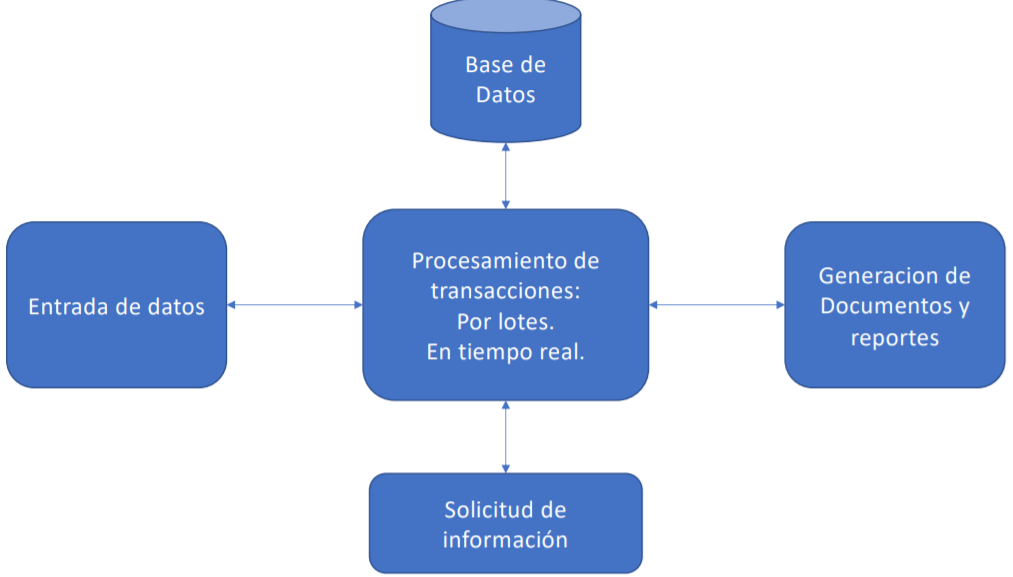 Base de
Datos
Entrada de datos
Procesamiento de
transacciones:
Por lotes.
En tiempo real.
Generacion de
Documentos y
reportes
Solicitud de
información